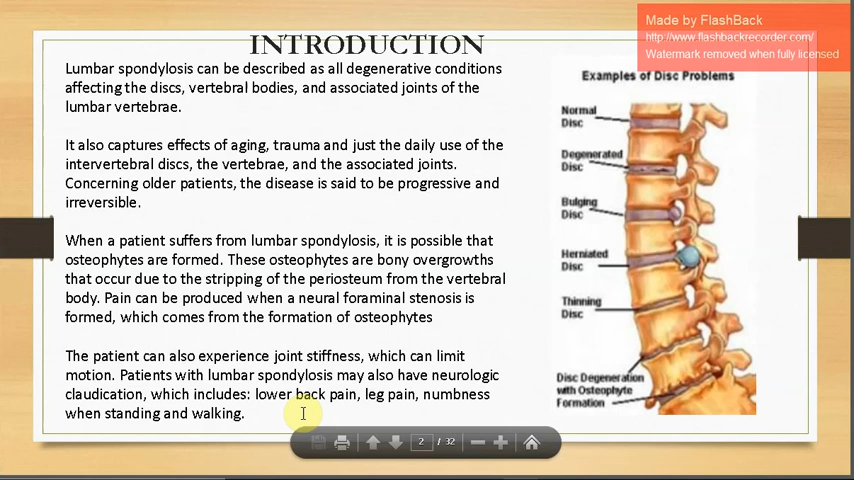 Made by FlashBack
http://www.flashbackrecorder.com/
Watermark removed when fully licensed
INTRODUCTION
Lumbar spondylosis can be described as all degenerative conditions
affecting the discs, vertebral bodies, and associated joints of the
lumbar vertebrae.
It also captures effects of aging, trauma and just the daily use of the
intervertebral discs, the vertebrae, and the associated joints.
Concerning older patients, the disease is said to be progressive and
irreversible.
When a patient suffers from lumbar spondylosis, it is possible that
osteophytes are formed. These osteophytes are bony overgrowths
that occur due to the stripping of the periosteum from the vertebral
body. Pain can be produced when a neural foraminal stenosis is
formed, which comes from the formation of osteophytes
The patient can also experience joint stiffness, which can limit
motion. Patients with lumbar spondylosis may also have neurologic
claudication, which includes: lower back pain, leg pain, numbness
when standing and walking.
Examples of Disc Problems
Normal
Disc
Degenerated
Disc
Bulging
Disc
Herniated
Disc
Thinning
Disc
Disc Degeneration
with Osteophyte
Formation
2 / 32